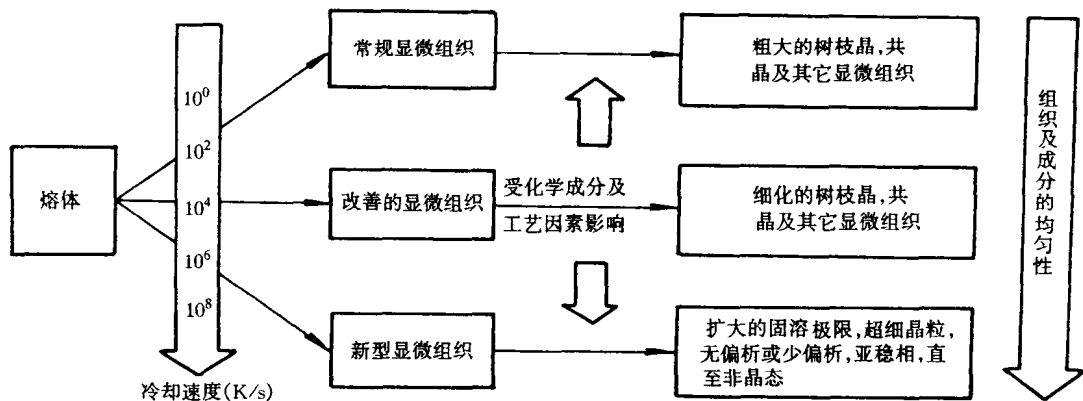 熔体
10⁰
10²
10⁴
10⁶
10⁸
冷却速度(K/s)
常规显微组织
粗大的树枝晶,共
晶及其它显微组织
改善的显微组织
受化学成分及
工艺因素影响
细化的树枝晶,共
晶及其它显微组织
新型显微组织
扩大的固溶极限,超细晶粒,
无偏析或少偏析,亚稳相,直
至非晶态
组织及成分的均匀性